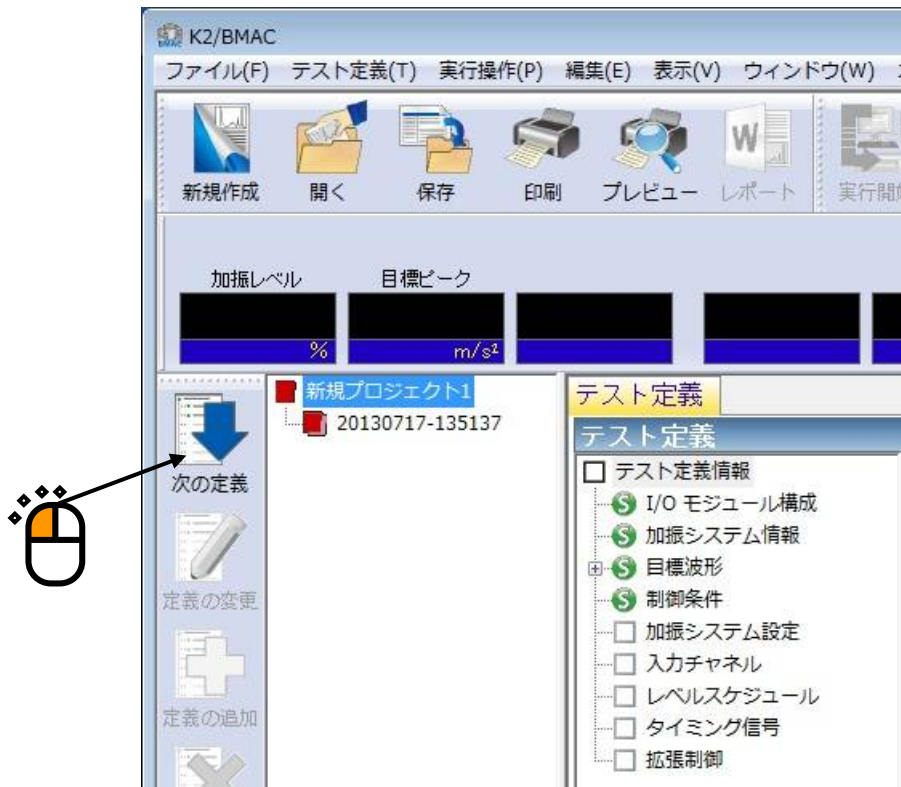 K2/BMAC
ファイル(F) テスト定義(T) 実行操作(P) 編集(E) 表示(V) ウィンドウ(W)
新規作成 開く 保存 印刷 プレビュー レポート 実行開
加振レベル 目標ピーク
% m/s²
新規プロジェクト1
20130717-135137
次の定義
定義の変更
定義の追加
テスト定義
テスト定義
テスト定義情報
I/O モジュール構成
加振システム情報
目標波形
制御条件
加振システム設定
入力チャネル
レベルスケジュール
タイミング信号
拡張制御